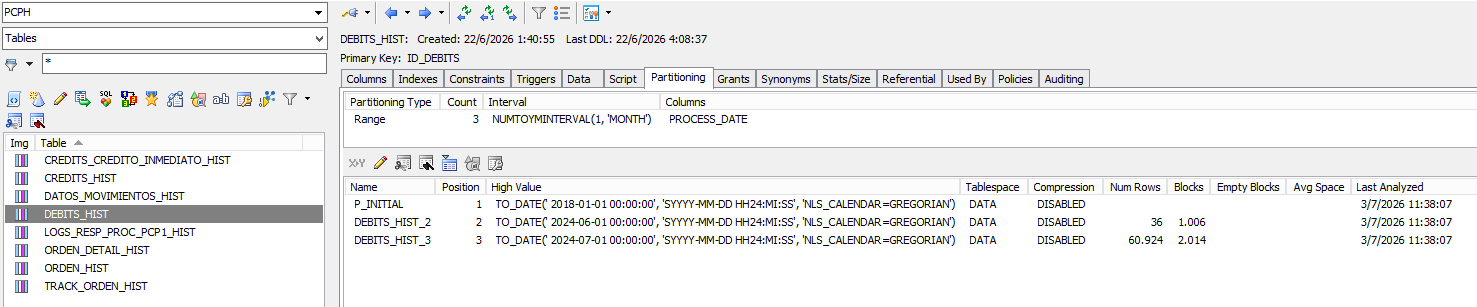 PCPH
Tables
*
Img Table
CREDITS_CREDITO_INMEDIATO_HIST
CREDITS_HIST
DATOS_MOVIMIENTOS_HIST
DEBITS_HIST
LOGS_RESP_PROC_PCP1_HIST
ORDEN_DETAIL_HIST
ORDEN_HIST
TRACK_ORDEN_HIST
DEBITS_HIST: Created: 22/6/2026 1:40:55 Last DDL: 22/6/2026 4:08:37
Primary Key: ID_DEBITS
Columns Indexes Constraints Triggers Data Script Partitioning Grants Synonyms Stats/Size Referential Used By Policies Auditing
Partitioning Type Count Interval Columns
Range 3 NUMTOYMINTERVAL(1, 'MONTH') PROCESS_DATE
Name Position High Value Tablespace Compression Num Rows Blocks Empty Blocks Avg Space Last Analyzed
P_INITIAL 1 TO_DATE(' 2018-01-01 00:00:00', 'SYYYY-MM-DD HH24:MI:SS', 'NLS_CALENDAR=GREGORIAN') DATA DISABLED 3/7/2026 11:38:07
DEBITS_HIST_2 2 TO_DATE(' 2024-06-01 00:00:00', 'SYYYY-MM-DD HH24:MI:SS', 'NLS_CALENDAR=GREGORIAN') DATA DISABLED 36 1.006 3/7/2026 11:38:07
DEBITS_HIST_3 3 TO_DATE(' 2024-07-01 00:00:00', 'SYYYY-MM-DD HH24:MI:SS', 'NLS_CALENDAR=GREGORIAN') DATA DISABLED 60.924 2.014 3/7/2026 11:38:07